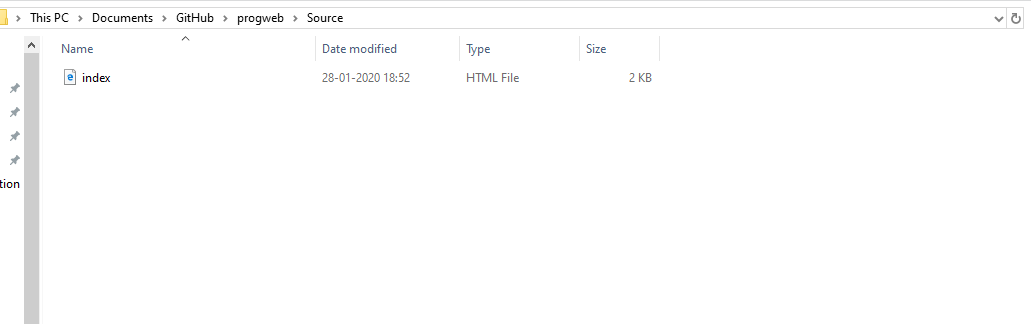 This PC > Documents > GitHub > progweb > Source
Name Date modified Type Size
index 28-01-2020 18:52 HTML File 2 KB
tion